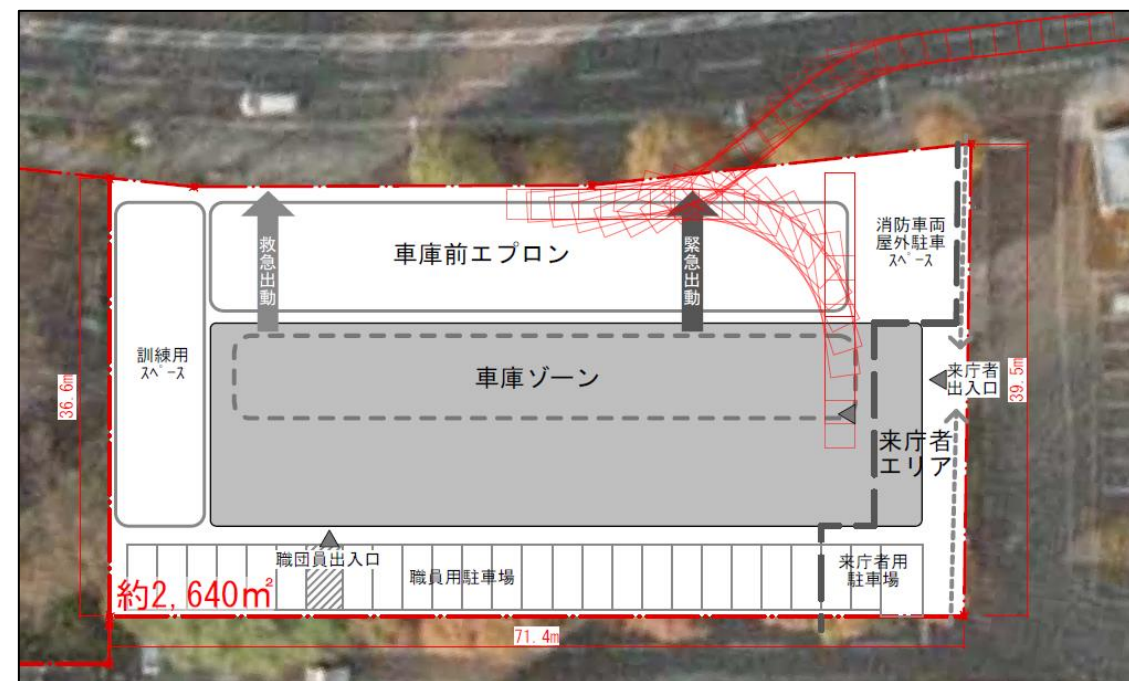 消防車両
屋外駐車
スペース
救急出動
車庫前エプロン
緊急出動
訓練用
スペース
車庫ゾーン
来庁者
出入口
36.6m
39.5m
来庁者
エリア
職団員出入口
職員用駐車場
来庁者用
駐車場
約2,640㎡
71.4m